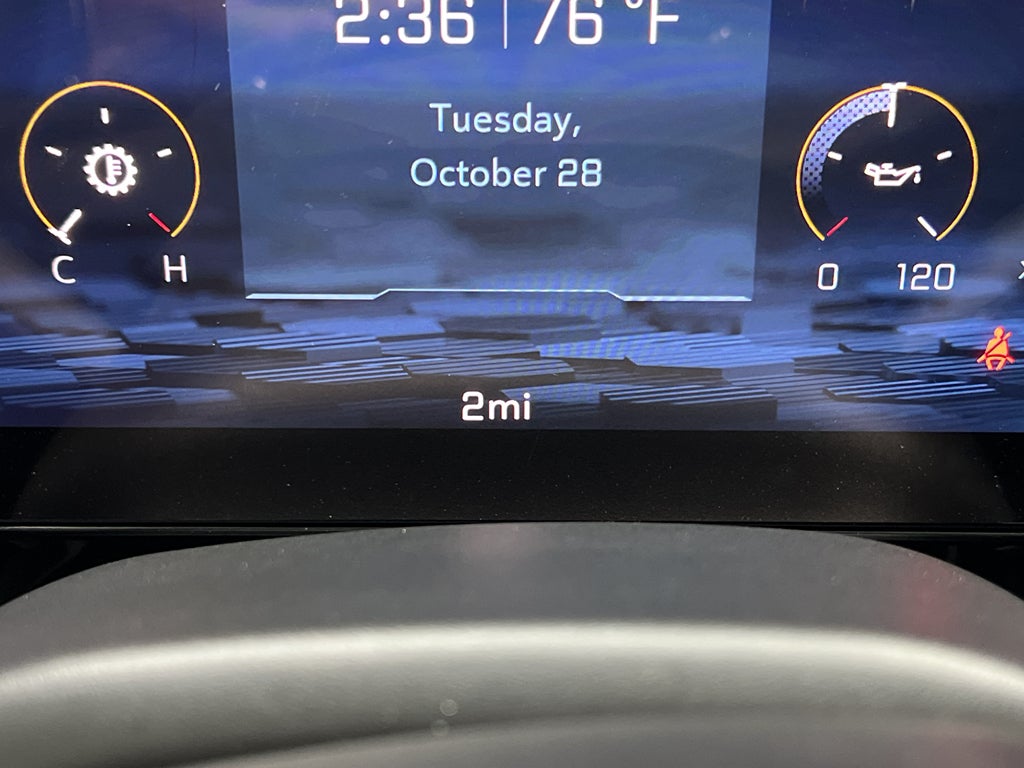 2:36 | 76 °F
Tuesday,
October 28
C H
0 120
2mi